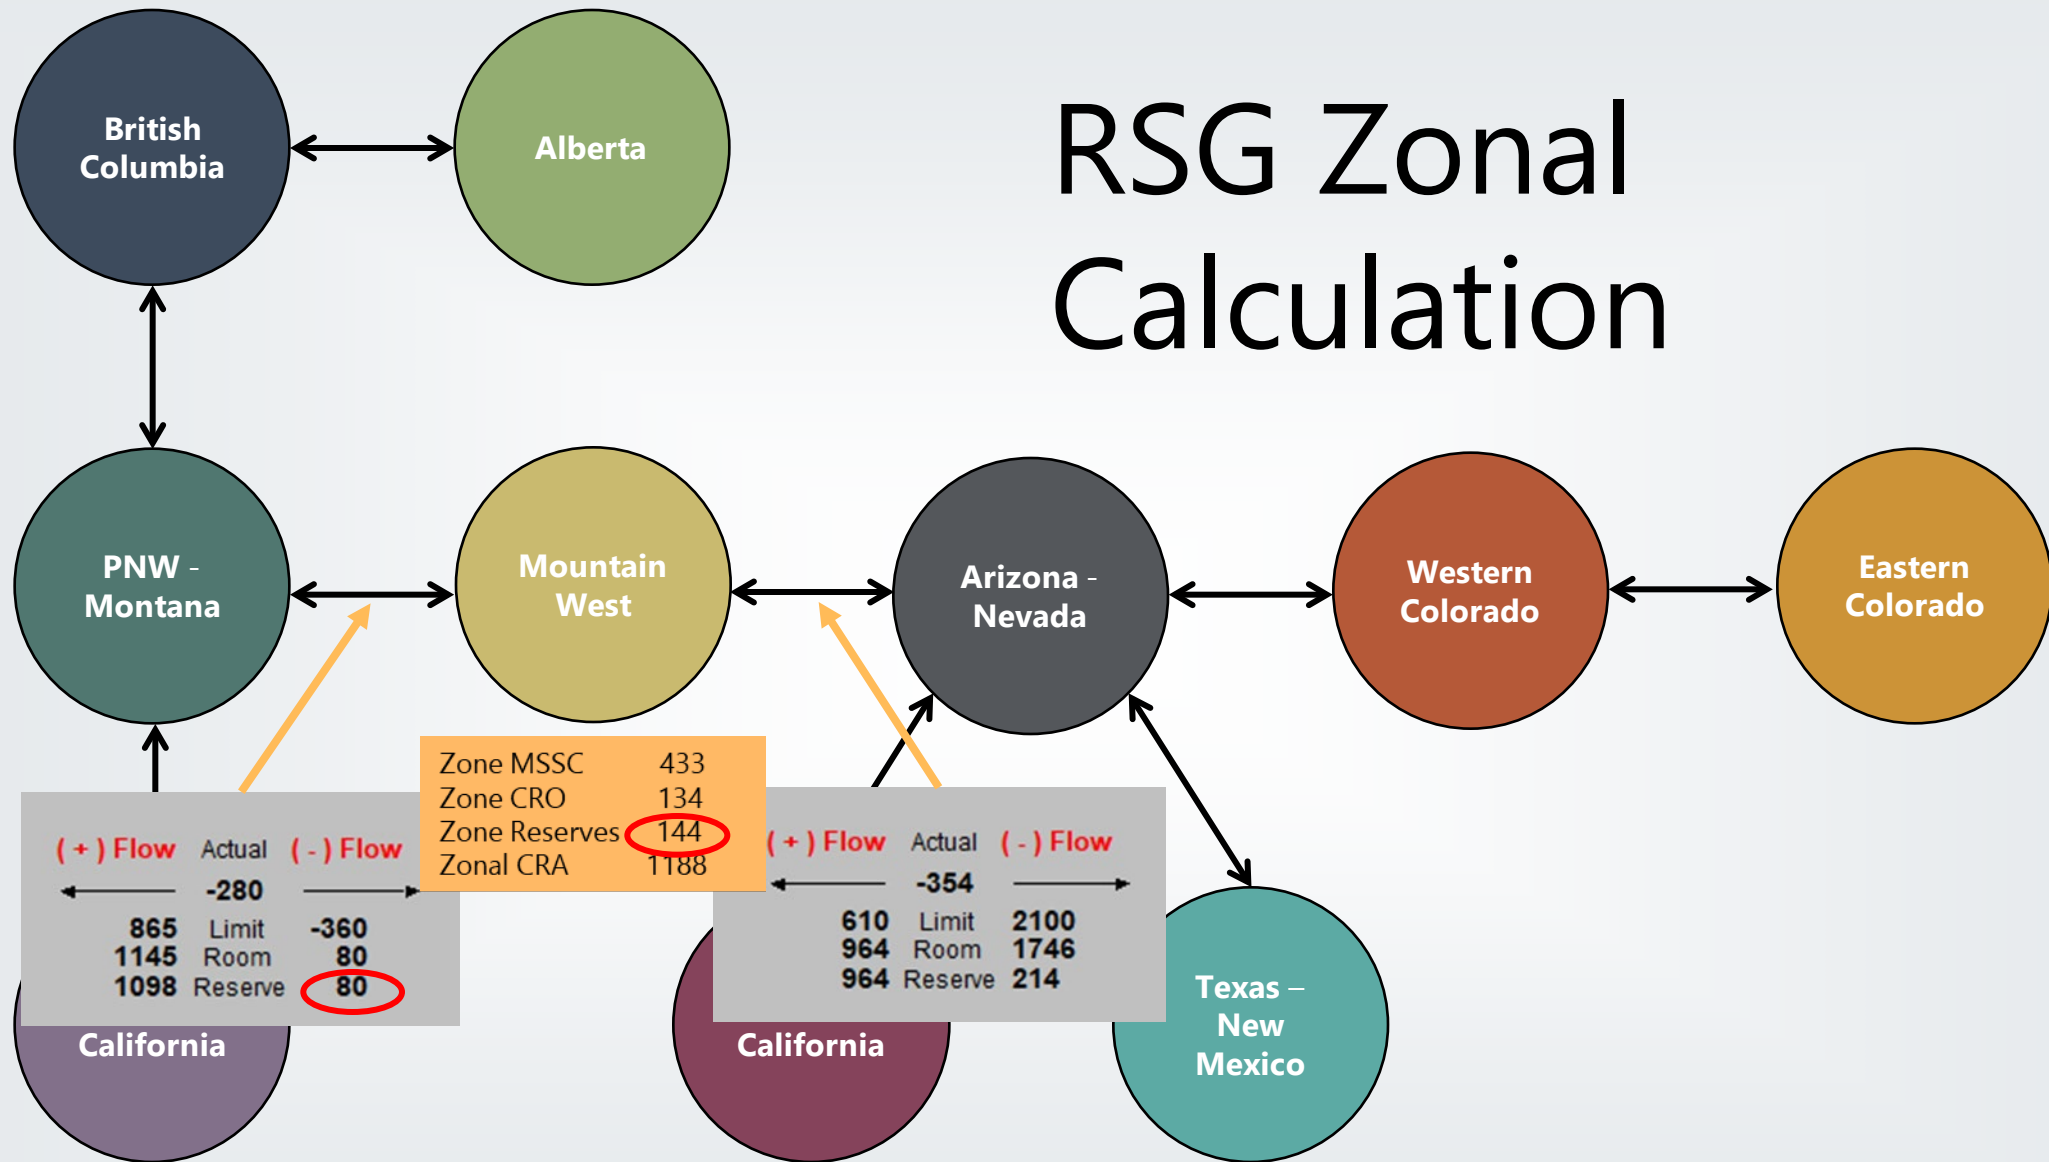 RSG Zonal
Calculation
British
Columbia
Alberta
PNW -
Montana
Mountain
West
Arizona -
Nevada
Western
Colorado
Eastern
Colorado
Zone MSSC 433
Zone CRO 134
Zone Reserves 144
Zonal CRA 1188
( + ) Flow Actual ( - ) Flow
-280
865 Limit -360
1145 Room 80
1098 Reserve 80
( + ) Flow Actual ( - ) Flow
-354
610 Limit 2100
964 Room 1746
964 Reserve 214
California
California
Texas –
New
Mexico